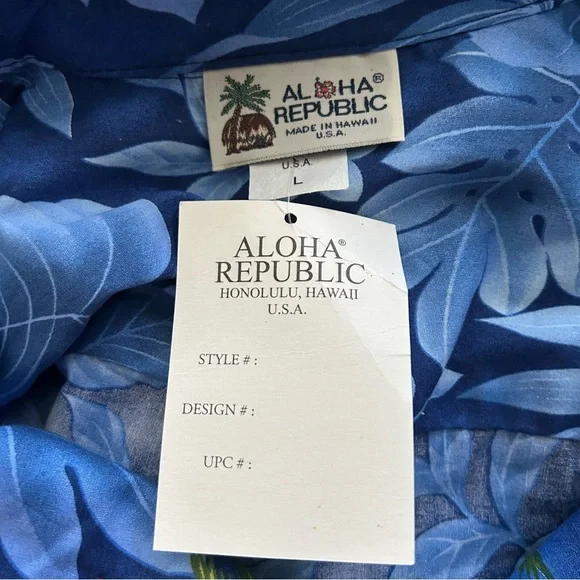 ALOHA®
REPUBLIC
MADE IN HAWAII
U.S.A.
U.S.A.
L
ALOHA®
REPUBLIC
HONOLULU, HAWAII
U.S.A.
STYLE # :
DESIGN # :
UPC # :